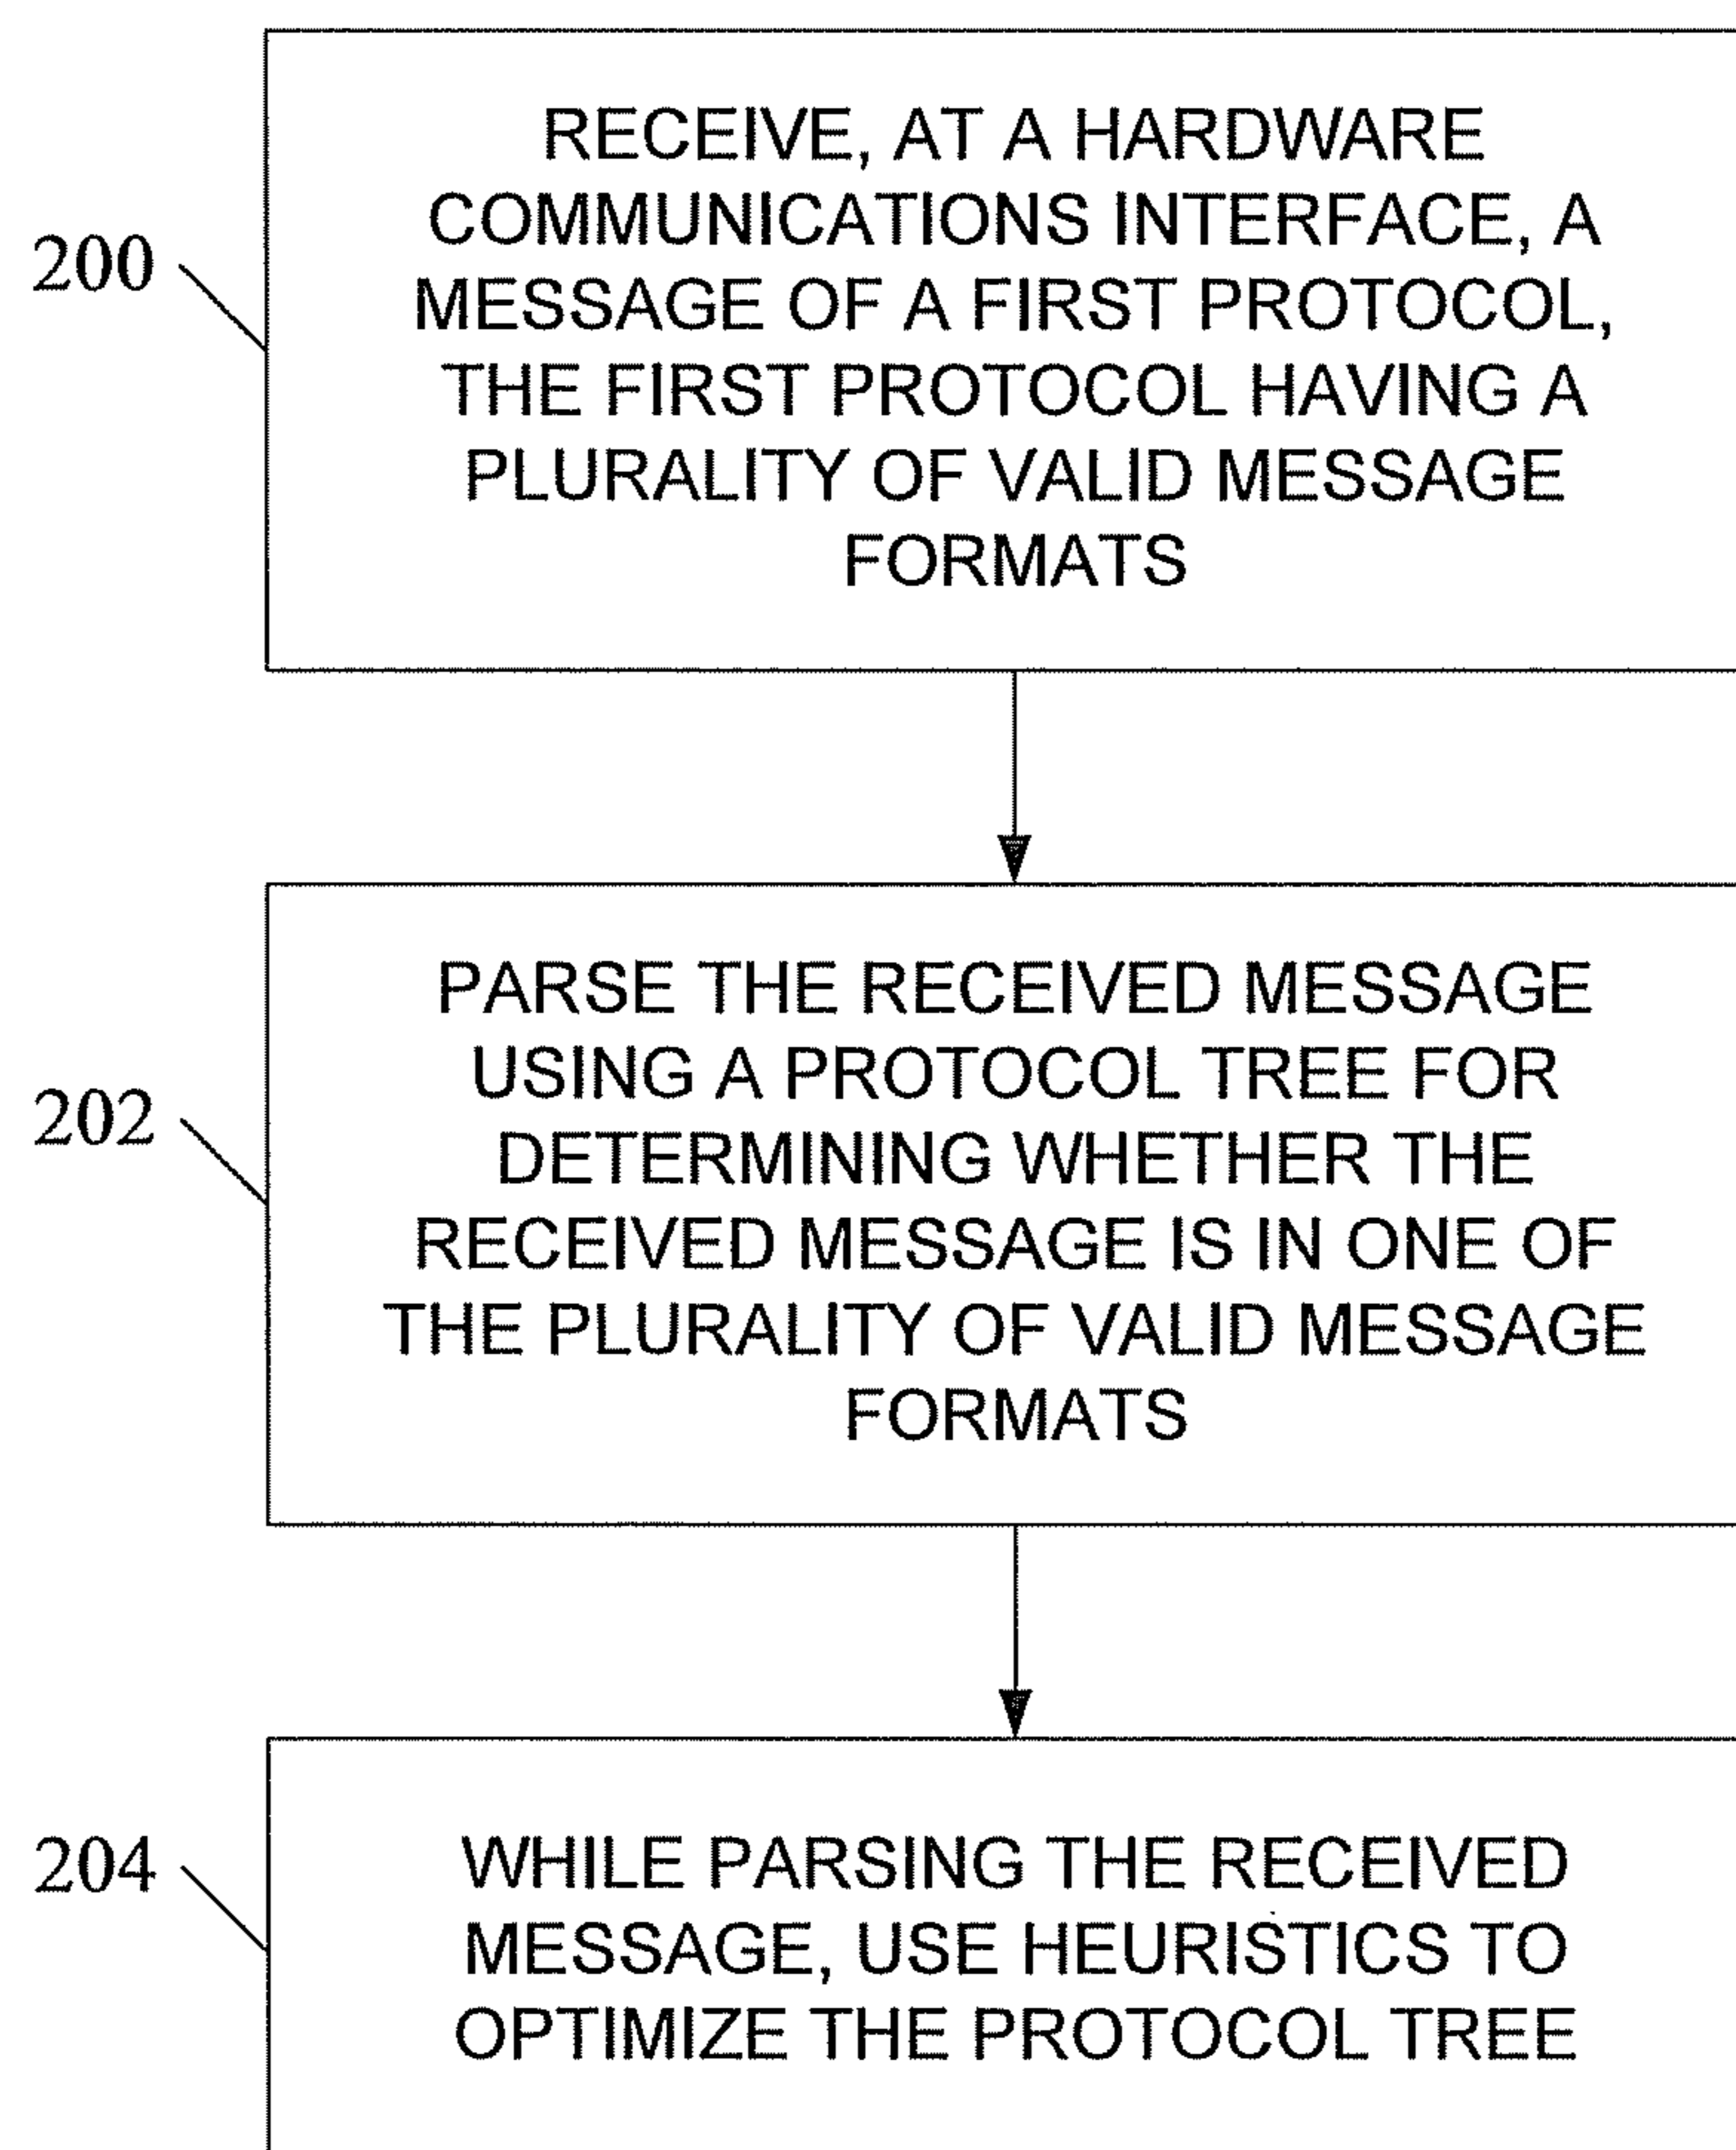 200
RECEIVE, AT A HARDWARE
COMMUNICATIONS INTERFACE, A
MESSAGE OF A FIRST PROTOCOL,
THE FIRST PROTOCOL HAVING A
PLURALITY OF VALID MESSAGE
FORMATS
202
PARSE THE RECEIVED MESSAGE
USING A PROTOCOL TREE FOR
DETERMINING WHETHER THE
RECEIVED MESSAGE IS IN ONE OF
THE PLURALITY OF VALID MESSAGE
FORMATS
204
WHILE PARSING THE RECEIVED
MESSAGE, USE HEURISTICS TO
OPTIMIZE THE PROTOCOL TREE